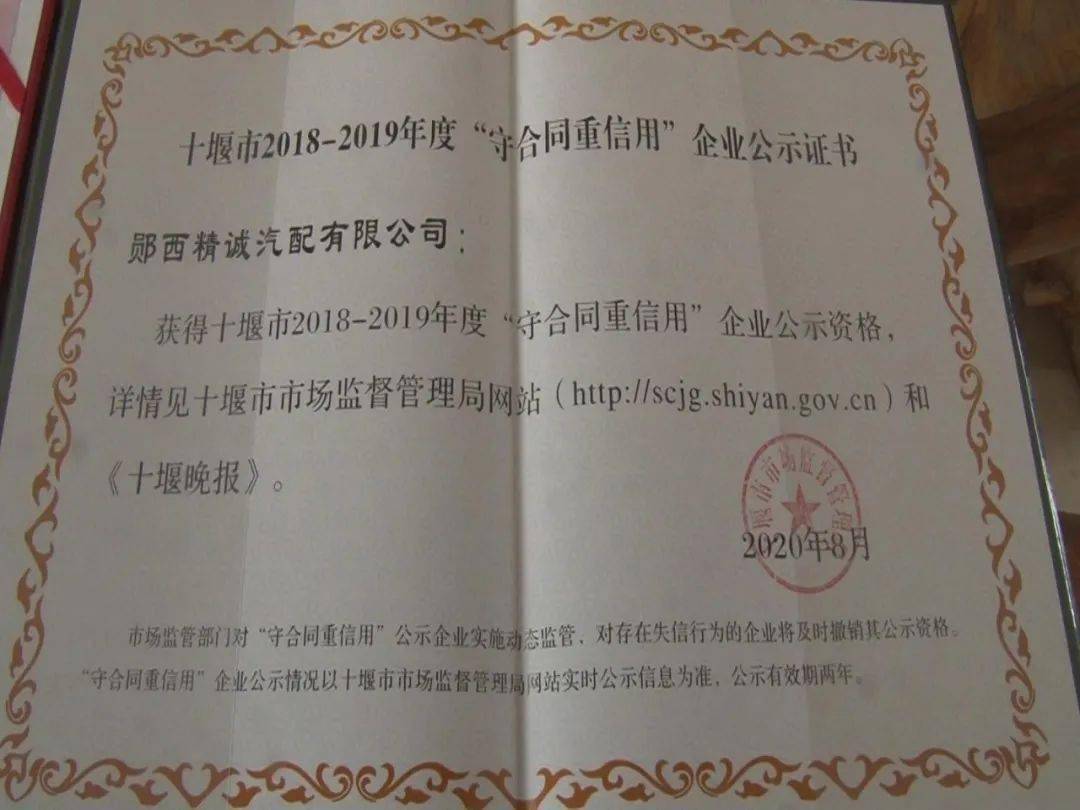 十堰市2018-2019年度“守合同重信用”企业公示证书
郧西精诚汽配有限公司：
获得十堰市2018-2019年度“守合同重信用”企业公示资格，
详情见十堰市市场监督管理局网站（http://scjg.shiyan.gov.cn）和
《十堰晚报》。
堰市市场监督管理
2020年8月
市场监管部门对“守合同重信用”公示企业实施动态监管，对存在失信行为的企业将及时撤销其公示资格。
“守合同重信用”企业公示情况以十堰市市场监督管理局网站实时公示信息为准，公示有效期两年。